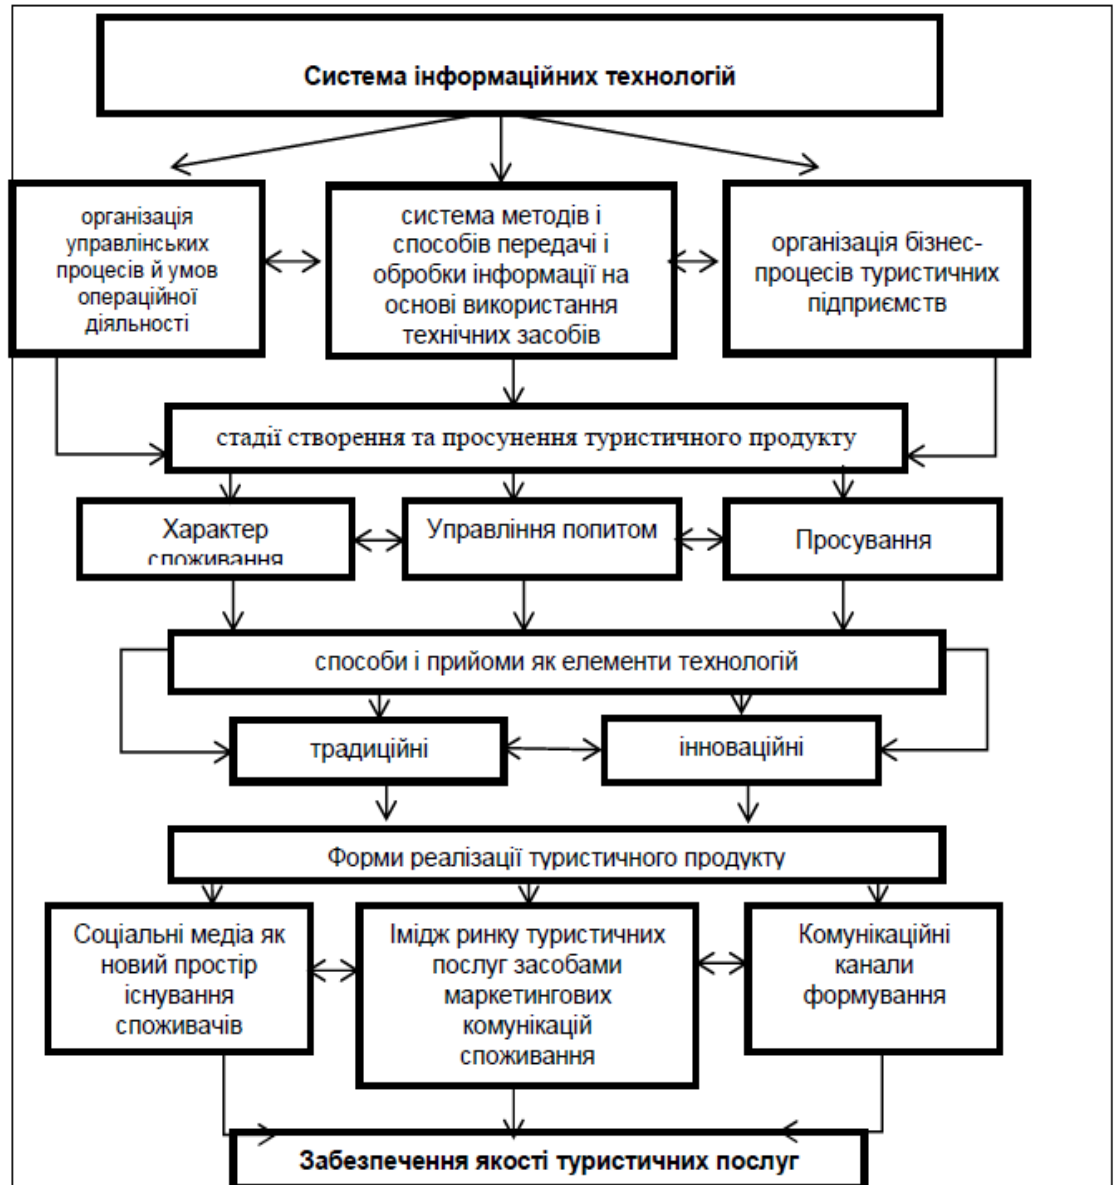 Система інформаційних технологій
організація
управлінських
процесів й умов
операційної
діяльності
система методів і
способів передачі і
обробки інформації на
основі використання
технічних засобів
організація бізнес-
процесів туристичних
підприємств
стадії створення та просунення туристичного продукту
Характер
споживання
Управління попитом
Просування
способи і прийоми як елементи технологій
традиційні
інноваційні
Форми реалізації туристичного продукту
Соціальні медіа як
новий простір
існування
споживачів
Імідж ринку туристичних
послуг засобами
маркетингових
комунікацій
споживання
Комунікаційні
канали
формування
Забезпечення якості туристичних послуг